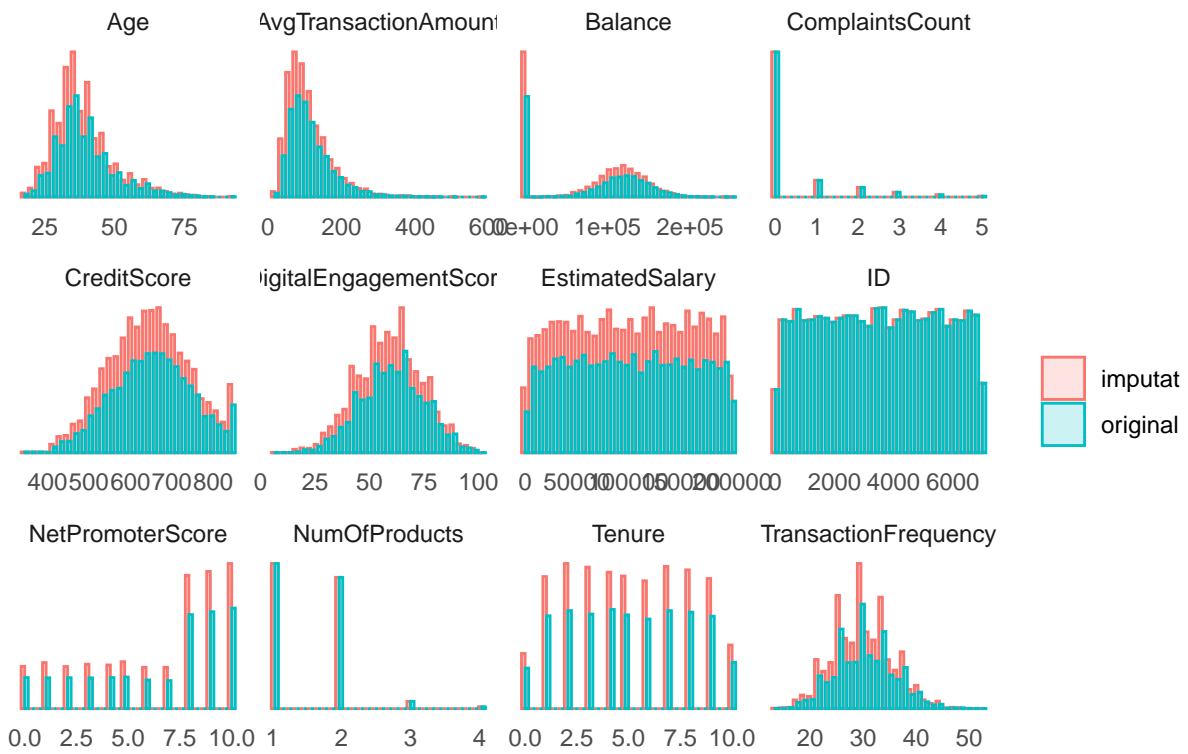 Age AvgTransactionAmount Balance ComplaintsCount
25 50 75 0 200 400 600 0e+00 1e+05 2e+05 0 1 2 3 4 5
CreditScore DigitalEngagementScore EstimatedSalary ID
400 500 600 700 800 0 25 50 75 100 0 50000 100000 150000 200000 0 2000 4000 6000
imputat
original
NetPromoterScore NumOfProducts Tenure TransactionFrequency
0.0 2.5 5.0 7.5 10.0 1 2 3 4 0.0 2.5 5.0 7.5 10.0 20 30 40 50